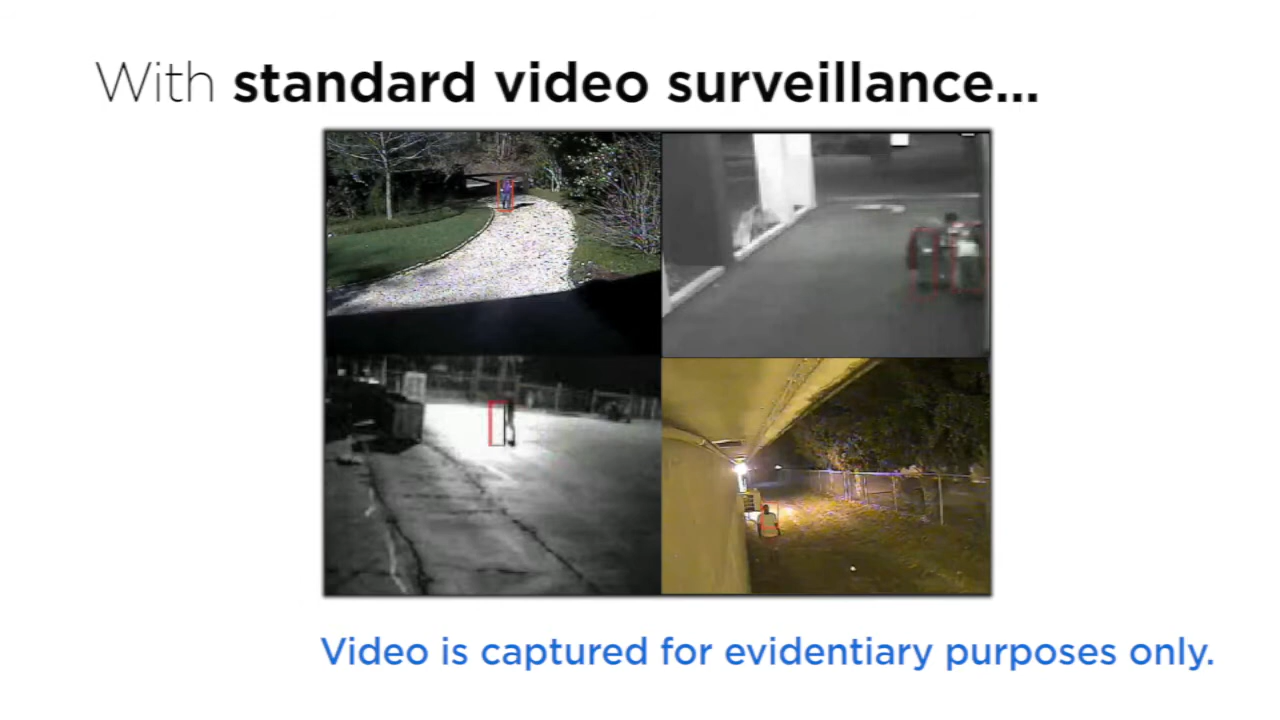 With standard video surveillance...
Video is captured for evidentiary purposes only.